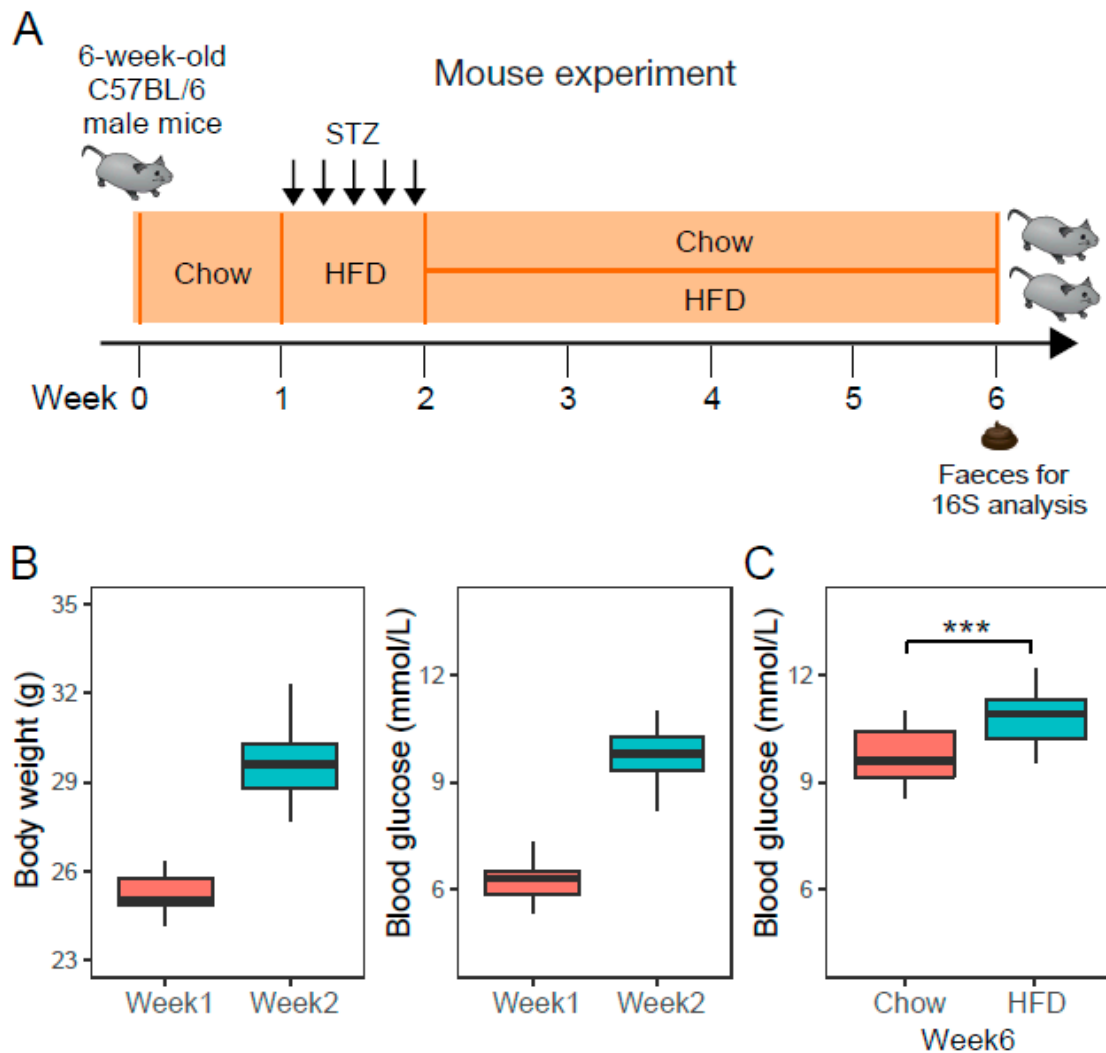 A
6-week-old
C57BL/6
male mice
Mouse experiment
STZ
Chow
HFD
Chow
HFD
Week 0 1 2 3 4 5 6
Faeces for
16S analysis
B
Body weight (g)
35
32
29
26
23
Week1 Week2
Blood glucose (mmol/L)
12
9
6
Week1 Week2
C
Blood glucose (mmol/L)
12
9
6
***
Chow HFD
Week6